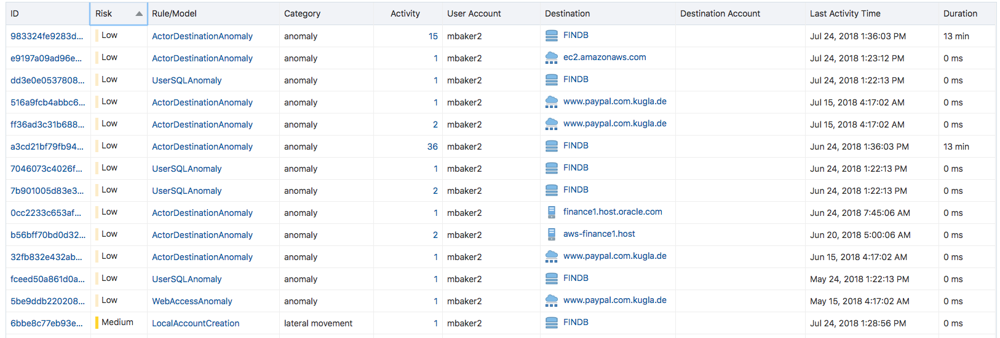 ID Risk Rule/Model Category Activity User Account Destination Destination Account Last Activity Time Duration
983324fe9283d... Low ActorDestinationAnomaly anomaly 15 mbaker2 FINDB Jul 24, 2018 1:36:03 PM 13 min
e9197a09ad96e... Low ActorDestinationAnomaly anomaly 1 mbaker2 ec2.amazonaws.com Jul 24, 2018 1:23:12 PM 0 ms
dd3e0e0537808... Low UserSQLAnomaly anomaly 1 mbaker2 FINDB Jul 24, 2018 1:22:13 PM 0 ms
516a9fcb4abbc6... Low ActorDestinationAnomaly anomaly 1 mbaker2 www.paypal.com.kugla.de Jul 15, 2018 4:17:02 AM 0 ms
ff36ad3c31b688... Low ActorDestinationAnomaly anomaly 2 mbaker2 www.paypal.com.kugla.de Jul 15, 2018 4:17:02 AM 0 ms
a3cd21bf79fb94... Low ActorDestinationAnomaly anomaly 36 mbaker2 FINDB Jun 24, 2018 1:36:03 PM 13 min
7046073c4026f... Low UserSQLAnomaly anomaly 1 mbaker2 FINDB Jun 24, 2018 1:22:13 PM 0 ms
7b901005d83e3... Low UserSQLAnomaly anomaly 2 mbaker2 FINDB Jun 24, 2018 1:22:13 PM 0 ms
0cc2233c653af... Low ActorDestinationAnomaly anomaly 1 mbaker2 finance1.host.oracle.com Jun 24, 2018 7:45:06 AM 0 ms
b56bff70bd0d32... Low ActorDestinationAnomaly anomaly 2 mbaker2 aws-finance1.host Jun 20, 2018 5:00:06 AM 0 ms
32fb832e432ab... Low ActorDestinationAnomaly anomaly 1 mbaker2 www.paypal.com.kugla.de Jun 15, 2018 4:17:02 AM 0 ms
fceed50a861d0a... Low UserSQLAnomaly anomaly 1 mbaker2 FINDB May 24, 2018 1:22:13 PM 0 ms
5be9ddb220208... Low WebAccessAnomaly anomaly 1 mbaker2 www.paypal.com.kugla.de May 15, 2018 4:17:02 AM 0 ms
6bbe8c77eb93e... Medium LocalAccountCreation lateral movement 1 mbaker2 FINDB Jul 24, 2018 1:28:56 PM 0 ms